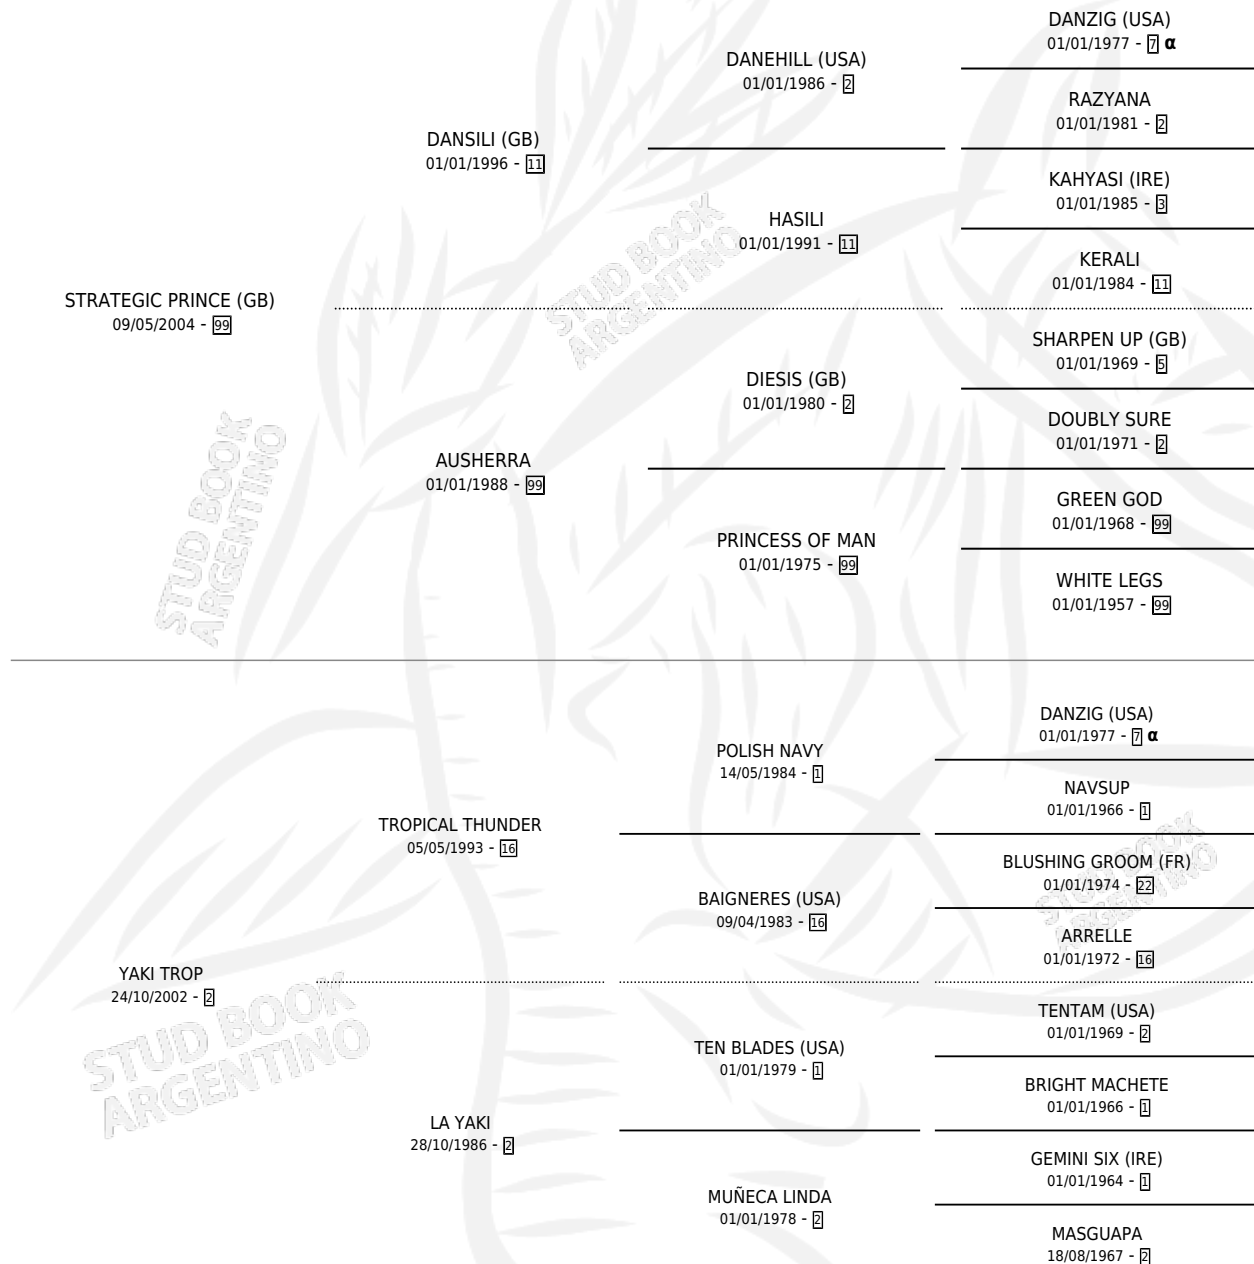 DANZIG (USA)
01/01/1977 - 7 α
DANEHILL (USA)
01/01/1986 - 2
RAZYANA
01/01/1981 - 2
DANSILI (GB)
01/01/1996 - 11
KAHYASI (IRE)
01/01/1985 - 3
HASILI
01/01/1991 - 11
KERALI
01/01/1984 - 11
STRATEGIC PRINCE (GB)
09/05/2004 - 99
SHARPEN UP (GB)
01/01/1969 - 5
DIESIS (GB)
01/01/1980 - 2
DOUBLY SURE
01/01/1971 - 2
AUSHERRA
01/01/1988 - 99
GREEN GOD
01/01/1968 - 99
PRINCESS OF MAN
01/01/1975 - 99
WHITE LEGS
01/01/1957 - 99
DANZIG (USA)
01/01/1977 - 7 α
POLISH NAVY
14/05/1984 - 1
NAVSUP
01/01/1966 - 1
TROPICAL THUNDER
05/05/1993 - 16
BLUSHING GROOM (FR)
01/01/1974 - 22
BAIGNERES (USA)
09/04/1983 - 16
ARRELLE
01/01/1972 - 16
YAKI TROP
24/10/2002 - 2
TENTAM (USA)
01/01/1969 - 2
TEN BLADES (USA)
01/01/1979 - 1
BRIGHT MACHETE
01/01/1966 - 1
LA YAKI
28/10/1986 - 2
GEMINI SIX (IRE)
01/01/1964 - 1
MUÑECA LINDA
01/01/1978 - 2
MASGUAPA
18/08/1967 - 2
STUD BOOK
ARGENTINO
STUD BOOK
ARGENTINO
STUD BOOK
ARGENTINO
STUD BOOK
ARGENTINO